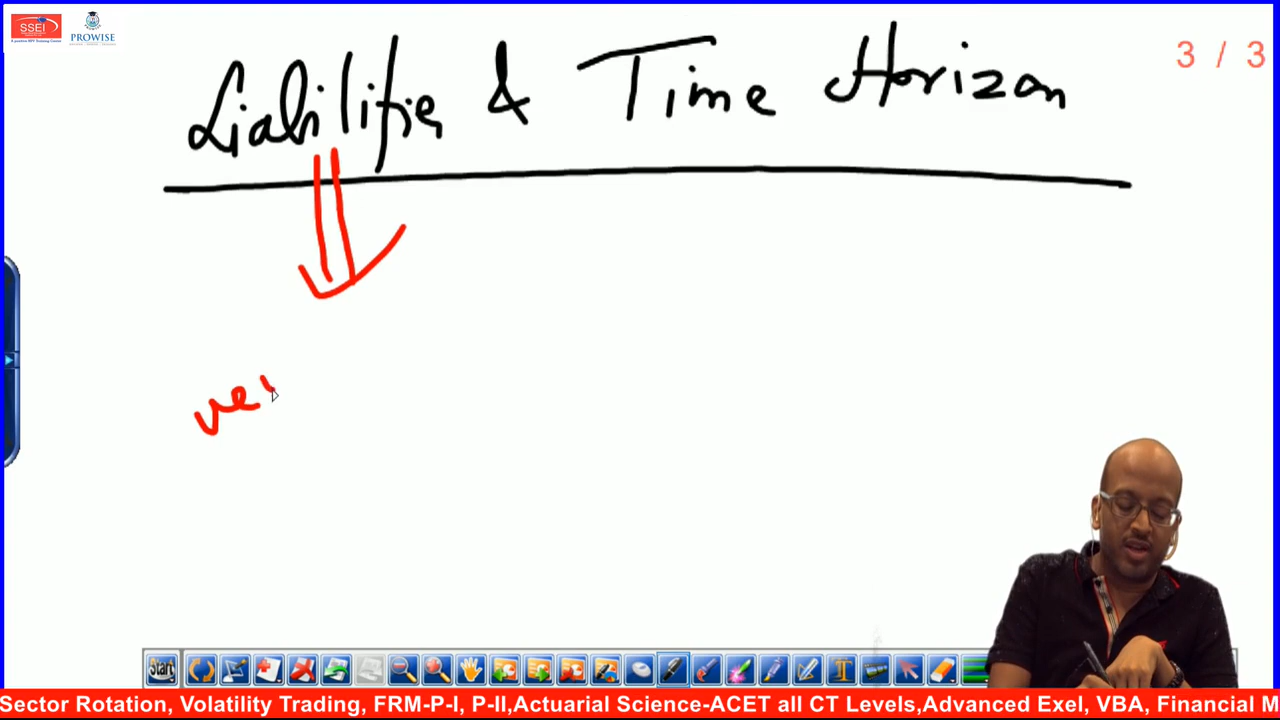 SSEI PROWISE
3 / 3
Liabilities & Time Horizon
Sector Rotation, Volatility Trading, FRM-P-I, P-II,Actuarial Science-ACET all CT Levels,Advanced Exel, VBA, Financial M
Start